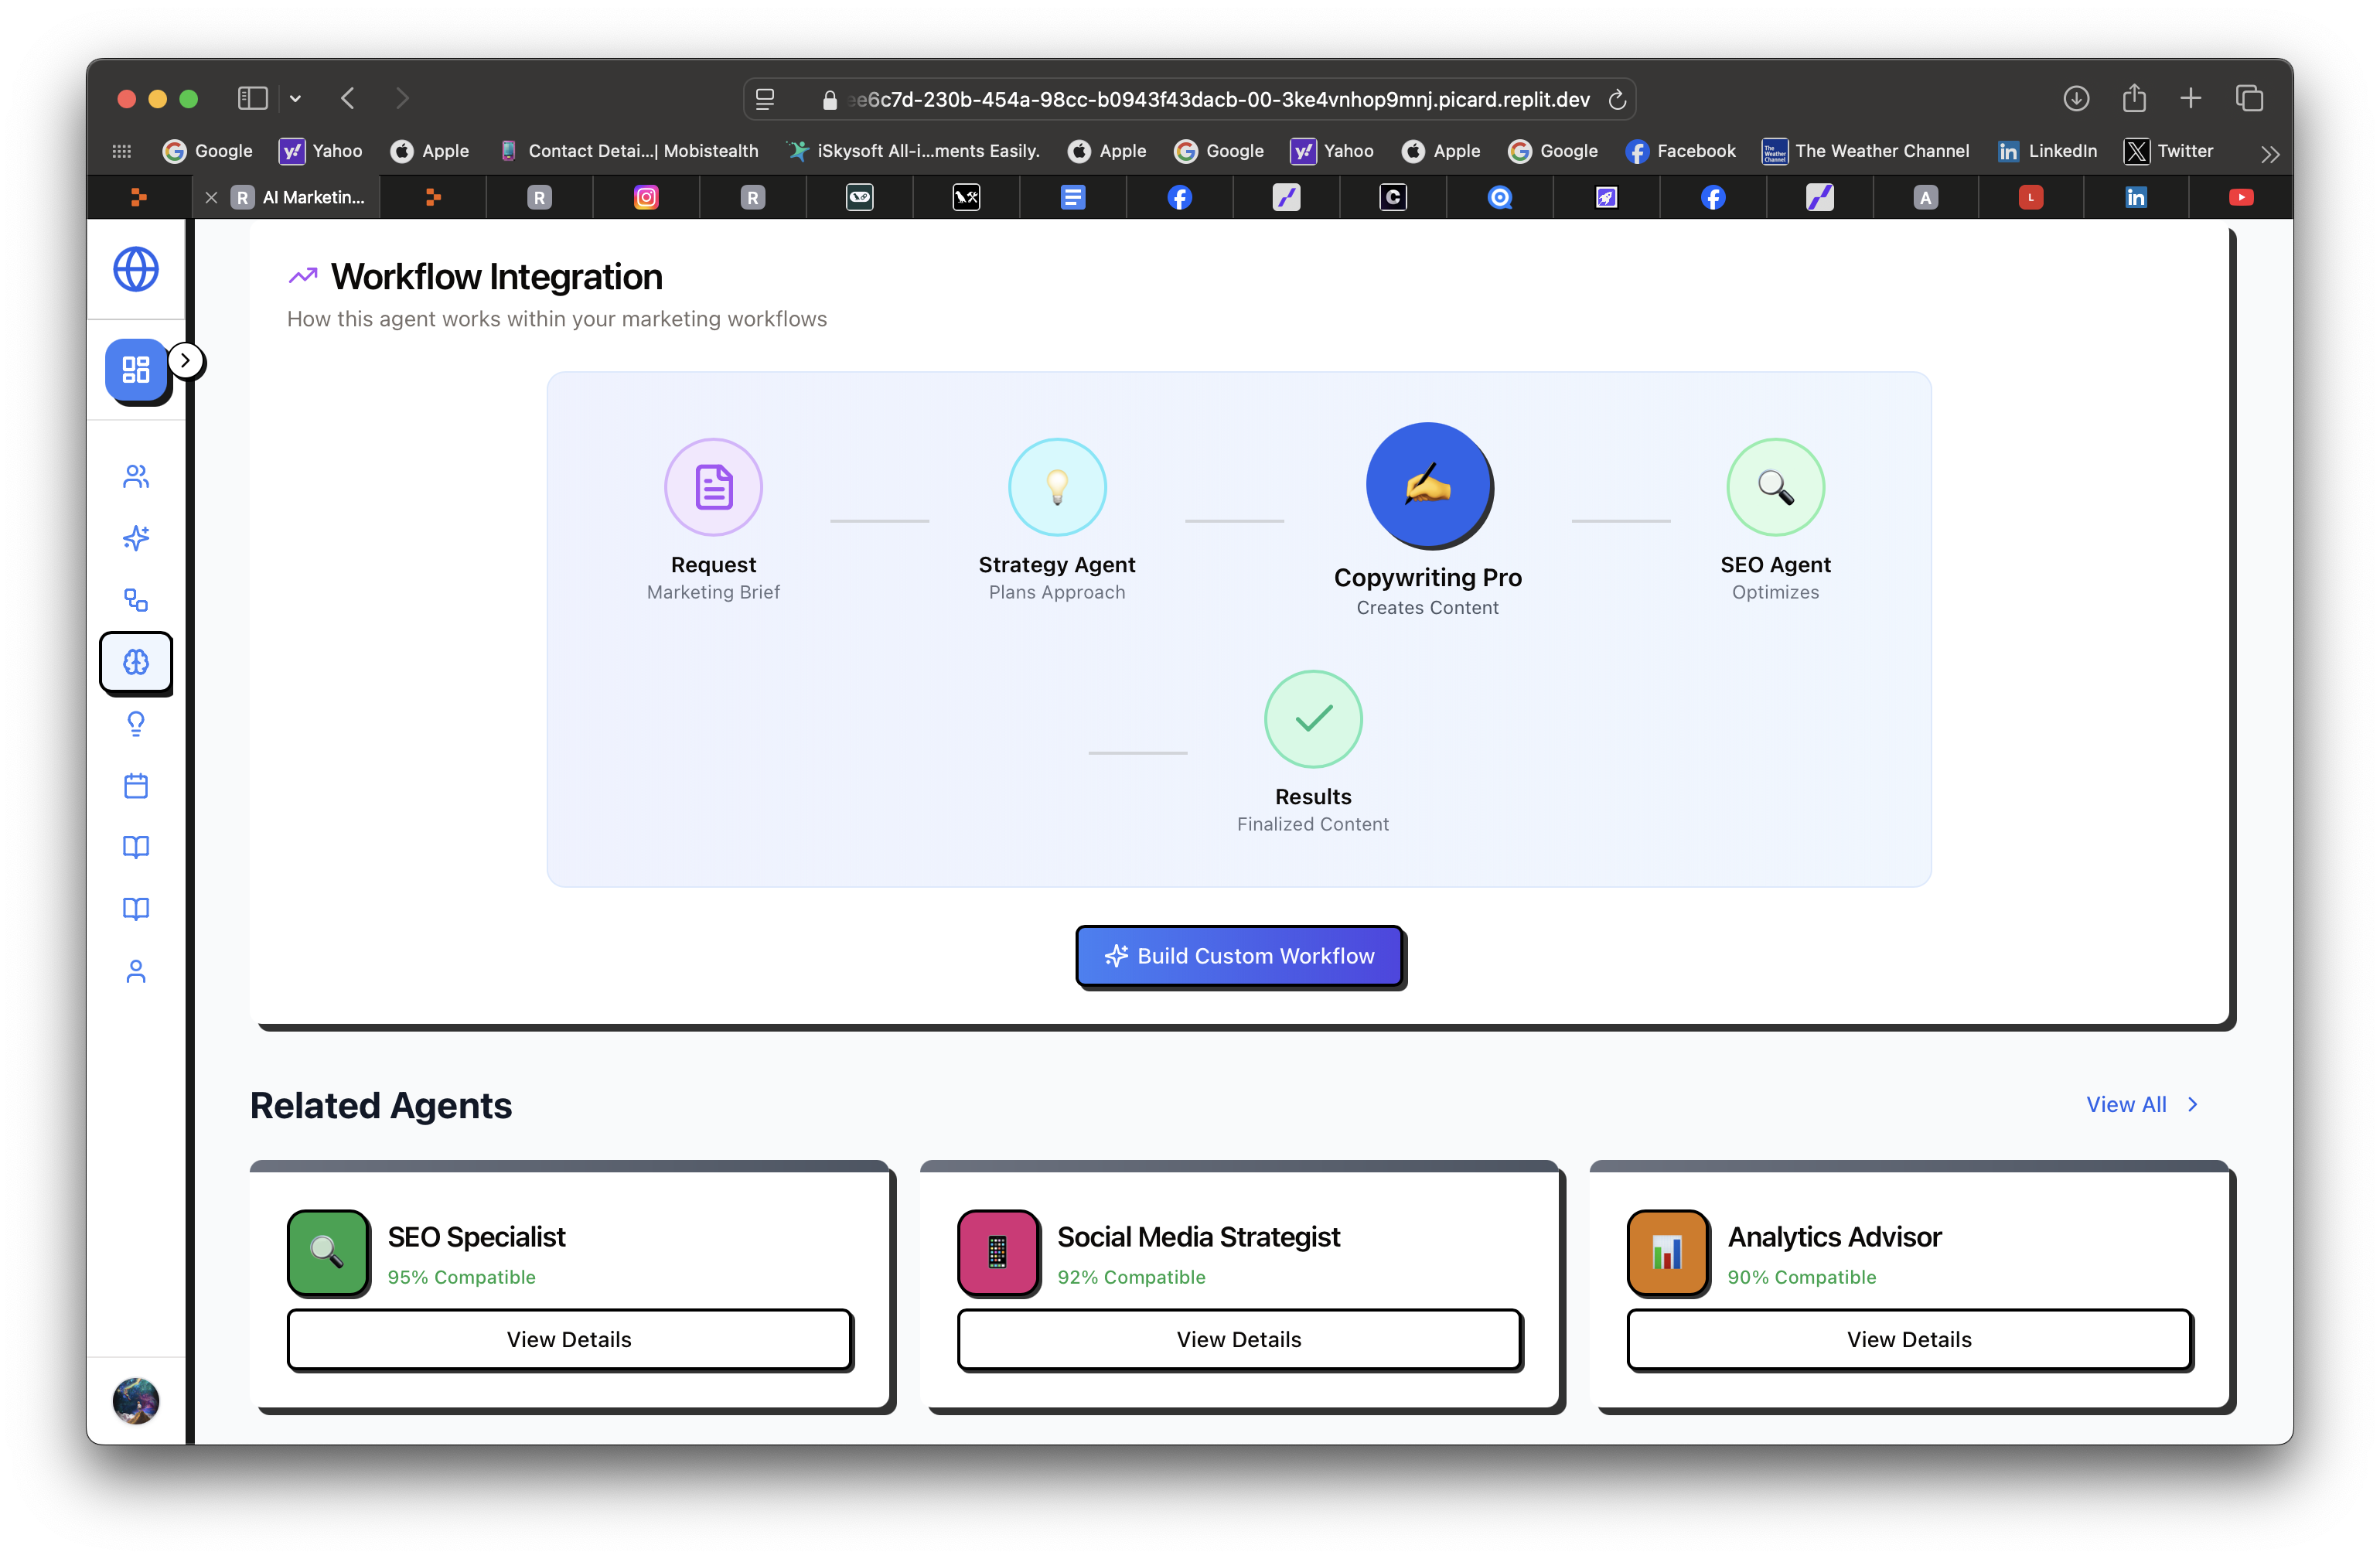 ee6c7d-230b-454a-98cc-b0943f43dacb-00-3ke4vnhop9mnj.picard.replit.dev
Google Yahoo Apple Contact Detai...| Mobistealth iSkysoft All-i...ments Easily. Apple Google Yahoo Apple Google Facebook The Weather Channel LinkedIn Twitter
AI Marketin...
Workflow Integration
How this agent works within your marketing workflows
Request
Marketing Brief
Strategy Agent
Plans Approach
Copywriting Pro
Creates Content
SEO Agent
Optimizes
Results
Finalized Content
Build Custom Workflow
Related Agents
View All
SEO Specialist
95% Compatible
View Details
Social Media Strategist
92% Compatible
View Details
Analytics Advisor
90% Compatible
View Details